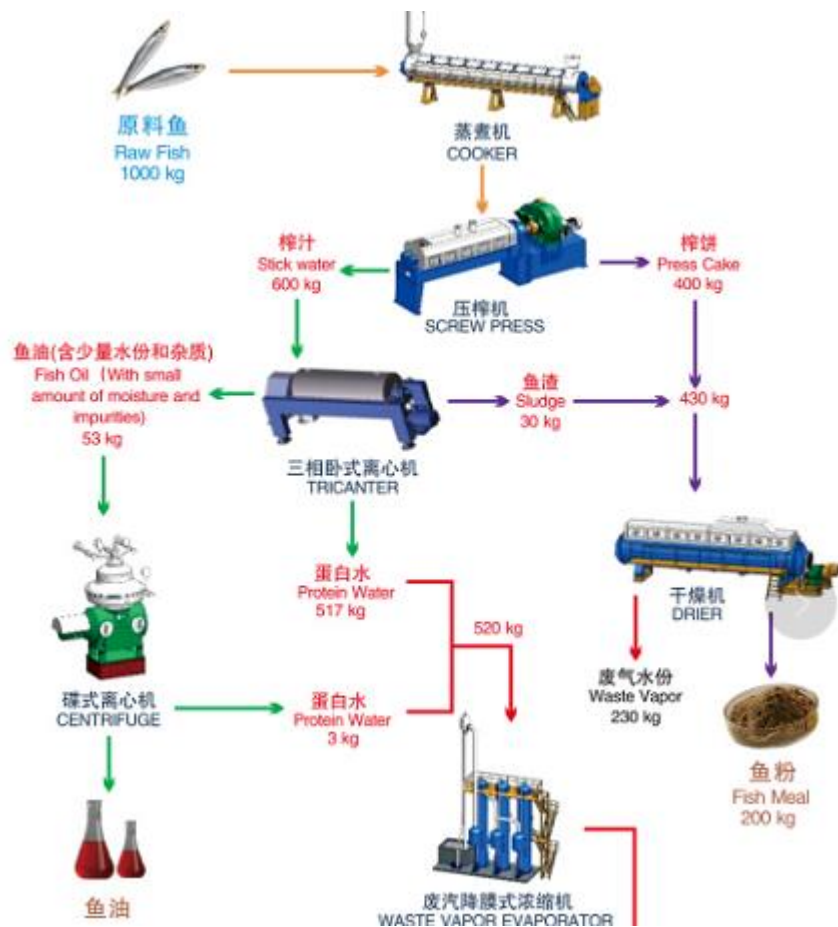 原料鱼
Raw Fish
1000 kg
蒸煮机
COOKER
榨汁
Stick water
600 kg
压榨机
SCREW PRESS
榨饼
Press Cake
400 kg
鱼油(含少量水份和杂质)
Fish Oil (With small
amount of moisture and
impurities)
53 kg
三相卧式离心机
TRICANTER
鱼渣
Sludge
30 kg
430 kg
蛋白水
Protein Water
517 kg
520 kg
干燥机
DRIER
碟式离心机
CENTRIFUGE
蛋白水
Protein Water
3 kg
废气水份
Waste Vapor
230 kg
鱼粉
Fish Meal
200 kg
鱼油
废汽降膜式浓缩机
WASTE VAPOR EVAPORATOR